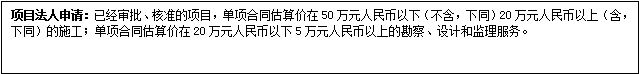 项目法人申请：已经审批、核准的项目，单项合同估算价在50万元人民币以下（不含，下同）20万元人民币以上（含，
下同）的施工；单项合同估算价在20万元人民币以下5万元人民币以上的勘察、设计和监理服务。